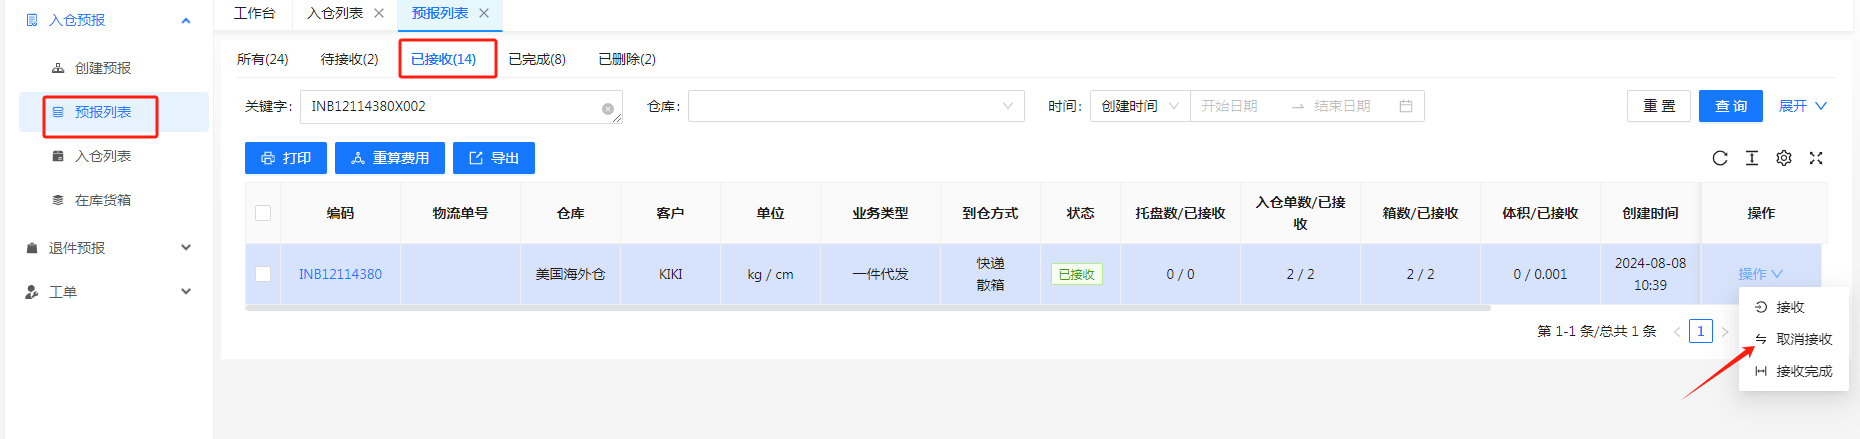 入仓预报
创建预报
预报列表
入仓列表
在库货箱
退件预报
工单
工作台 入仓列表 预报列表
所有(24) 待接收(2) 已接收(14) 已完成(8) 已删除(2)
关键字: INB12114380X002 仓库: 时间: 创建时间 开始日期 结束日期 重置 查询 展开
打印 重算费用 导出
编码 物流单号 仓库 客户 单位 业务类型 到仓方式 状态 托盘数/已接收 入仓单数/已接
收 箱数/已接收 体积/已接收 创建时间 操作
INB12114380 美国海外仓 KIKI kg / cm 一件代发 快递
散箱 已接收 0 / 0 2 / 2 2 / 2 0 / 0.001 2024-08-08
10:39 操作
第 1-1 条/总共 1 条 1
接收
取消接收
接收完成